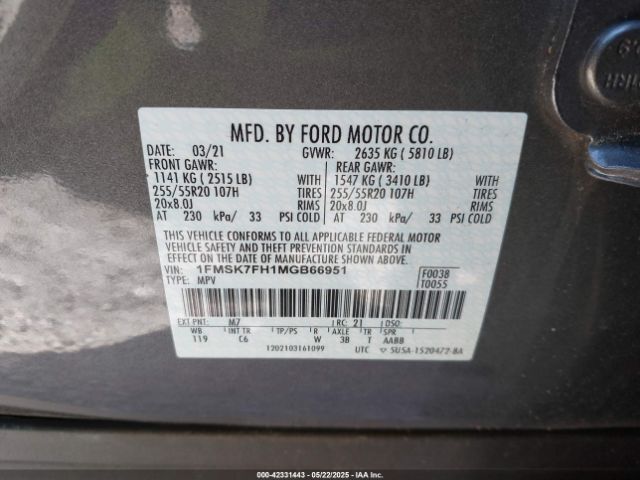 MFD. BY FORD MOTOR CO.
DATE: 03/21 GVWR: 2635 KG ( 5810 LB)
FRONT GAWR: REAR GAWR:
1141 KG ( 2515 LB) WITH 1547 KG ( 3410 LB) WITH
255/55R20 107H TIRES 255/55R20 107H TIRES
20x8.0J RIMS 20x8.0J RIMS
AT 230 kPa/ 33 PSI COLD AT 230 kPa/ 33 PSI COLD
THIS VEHICLE CONFORMS TO ALL APPLICABLE FEDERAL MOTOR
VEHICLE SAFETY AND THEFT PREVENTION STANDARDS IN
EFFECT ON THE DATE OF MANUFACTURE SHOWN ABOVE.
VIN: 1FMSK7FH1MGB66951 F0038
TYPE: MPV T0055
EXT PNT: M7 RC: 21 DSO:
WB INT TR TP/PS R AXLE TR SPR
119 C6 W 3B T AABB
1202103161099 UTC 5U5A-1520472-BA
# 000-42331443 - 05/22/2025 - IAAI.COM